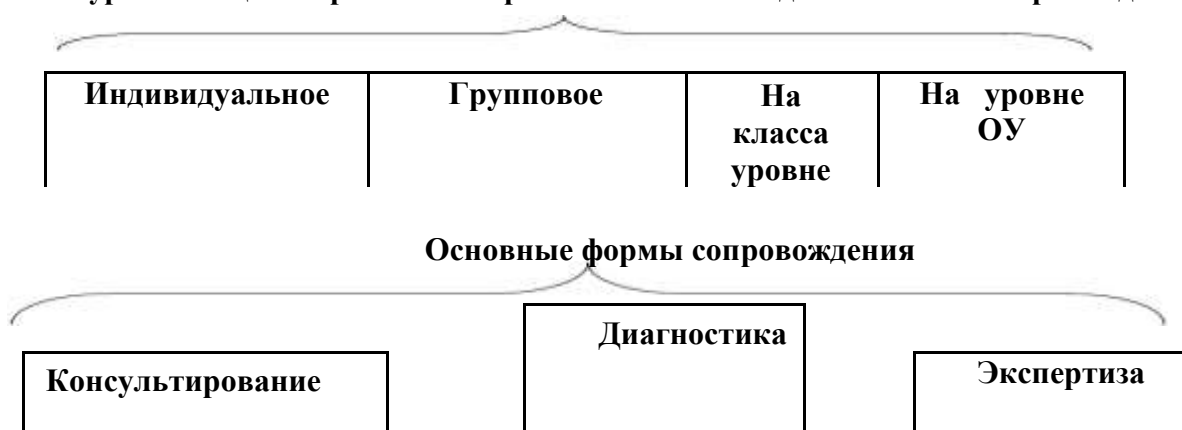 Индивидуальное
Групповое
На
класса
уровне
На уровне
ОУ
Основные формы сопровождения
Диагностика
Консультирование
Экспертиза